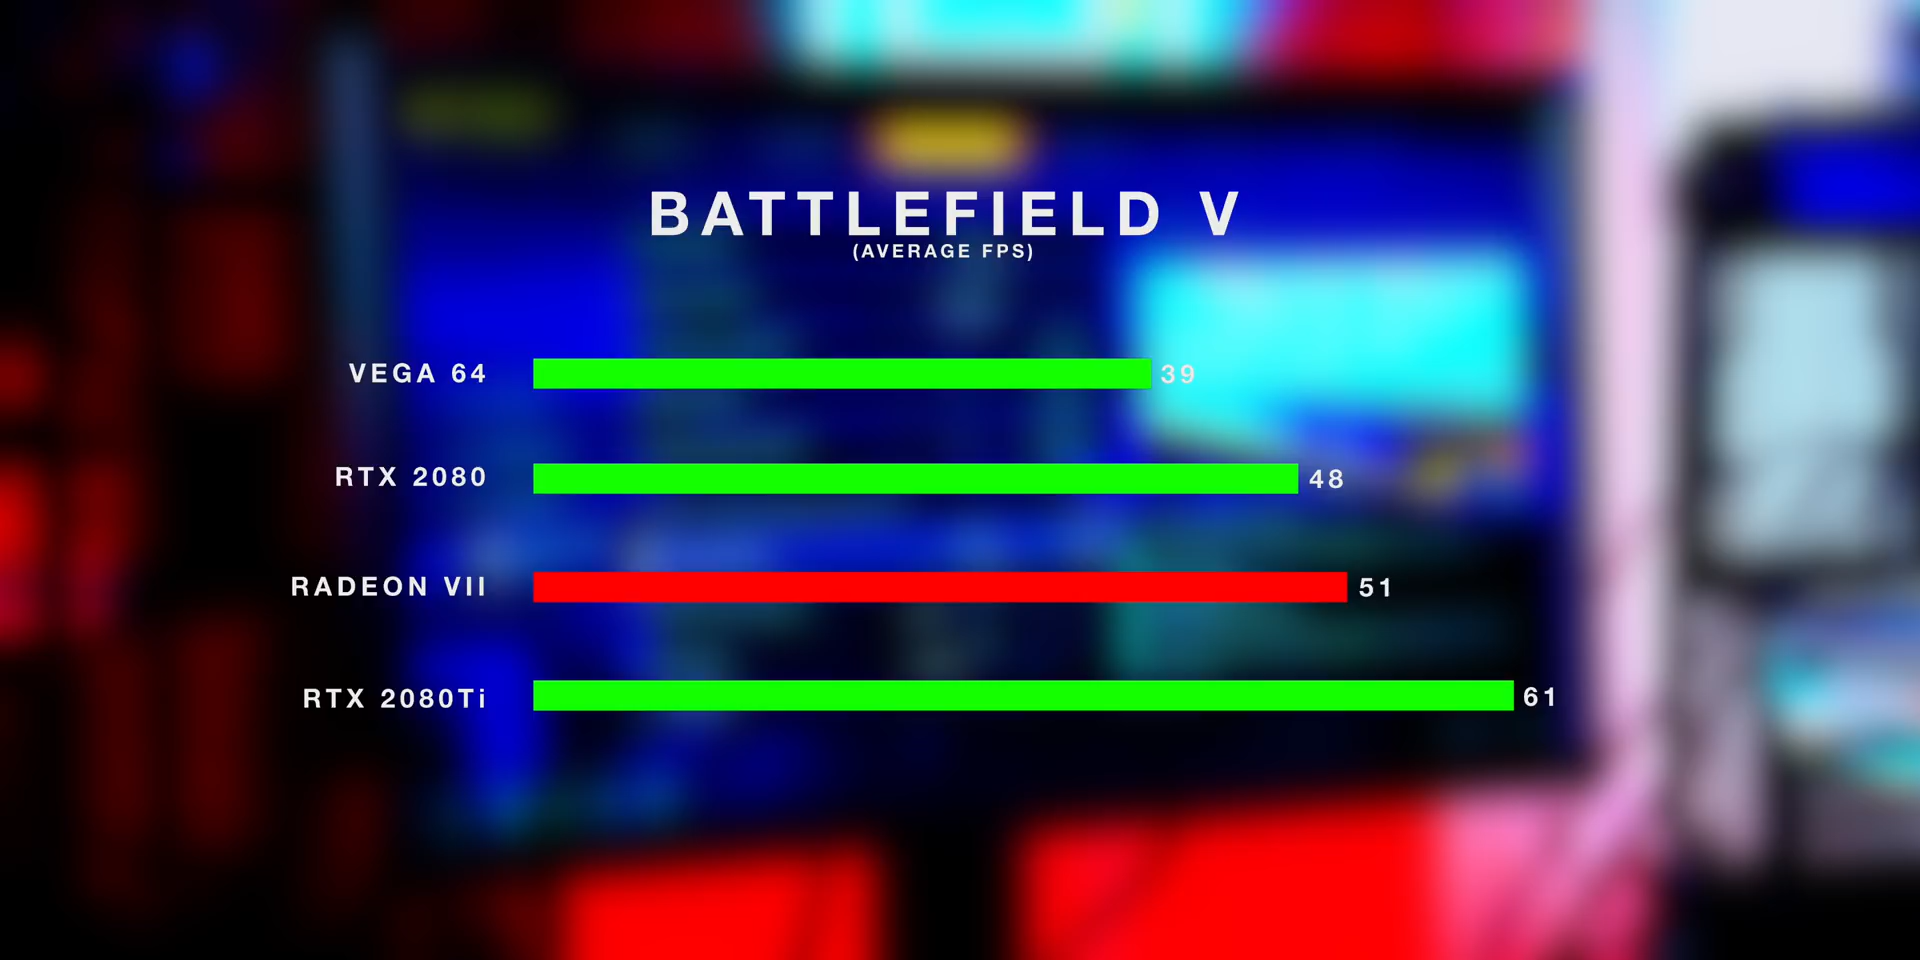 BATTLEFIELD V
(AVERAGE FPS)
VEGA 64 39
RTX 2080 48
RADEON VII 51
RTX 2080Ti 61